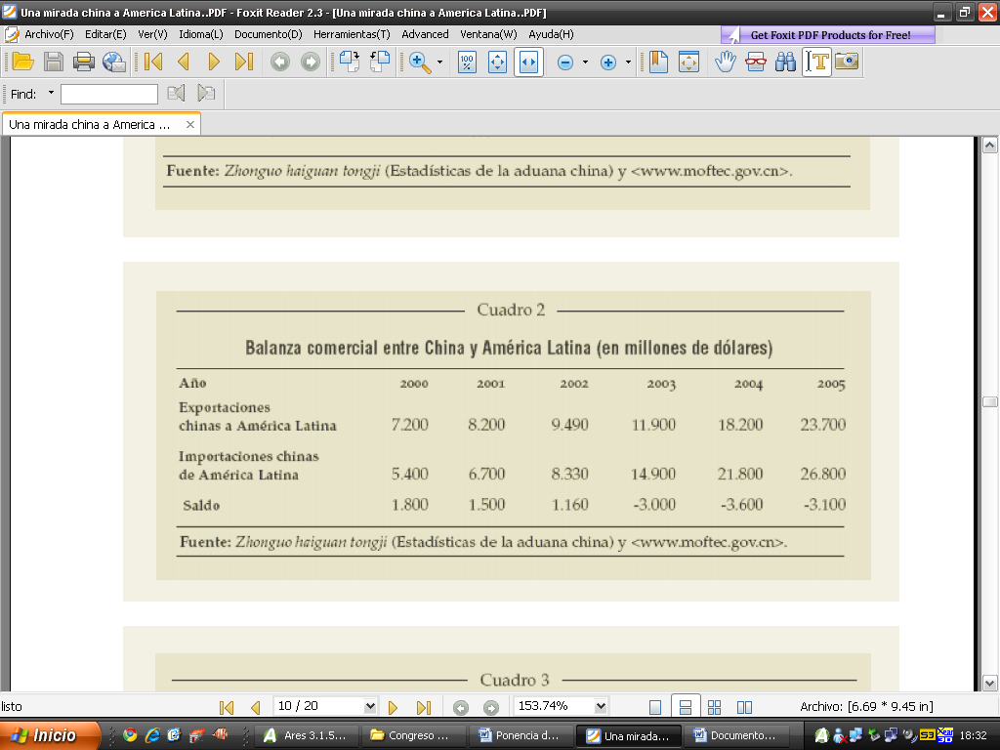 Una mirada china a America Latina..PDF - Foxit Reader 2.3 - [Una mirada china a America Latina..PDF]
Archivo(F) Editar(E) Ver(V) Idioma(L) Documento(D) Herramientas(T) Advanced Ventana(W) Ayuda(H) Get Foxit PDF Products for Free!
100 %
Find:
Una mirada china a America ...
Fuente: Zhonguo haiguan tongji (Estadísticas de la aduana china) y <www.moftec.gov.cn>.
Cuadro 2
Balanza comercial entre China y América Latina (en millones de dólares)
Año 2000 2001 2002 2003 2004 2005
Exportaciones
chinas a América Latina 7.200 8.200 9.490 11.900 18.200 23.700
Importaciones chinas
de América Latina 5.400 6.700 8.330 14.900 21.800 26.800
Saldo 1.800 1.500 1.160 -3.000 -3.600 -3.100
Fuente: Zhonguo haiguan tongji (Estadísticas de la aduana china) y <www.moftec.gov.cn>.
Cuadro 3
listo 10 / 20 153.74% Archivo: [6.69 * 9.45 in]
Inicio Ares 3.1.5... Congreso ... Ponencia d... Una mirada... Documento... S3 Xear 3D 18:32